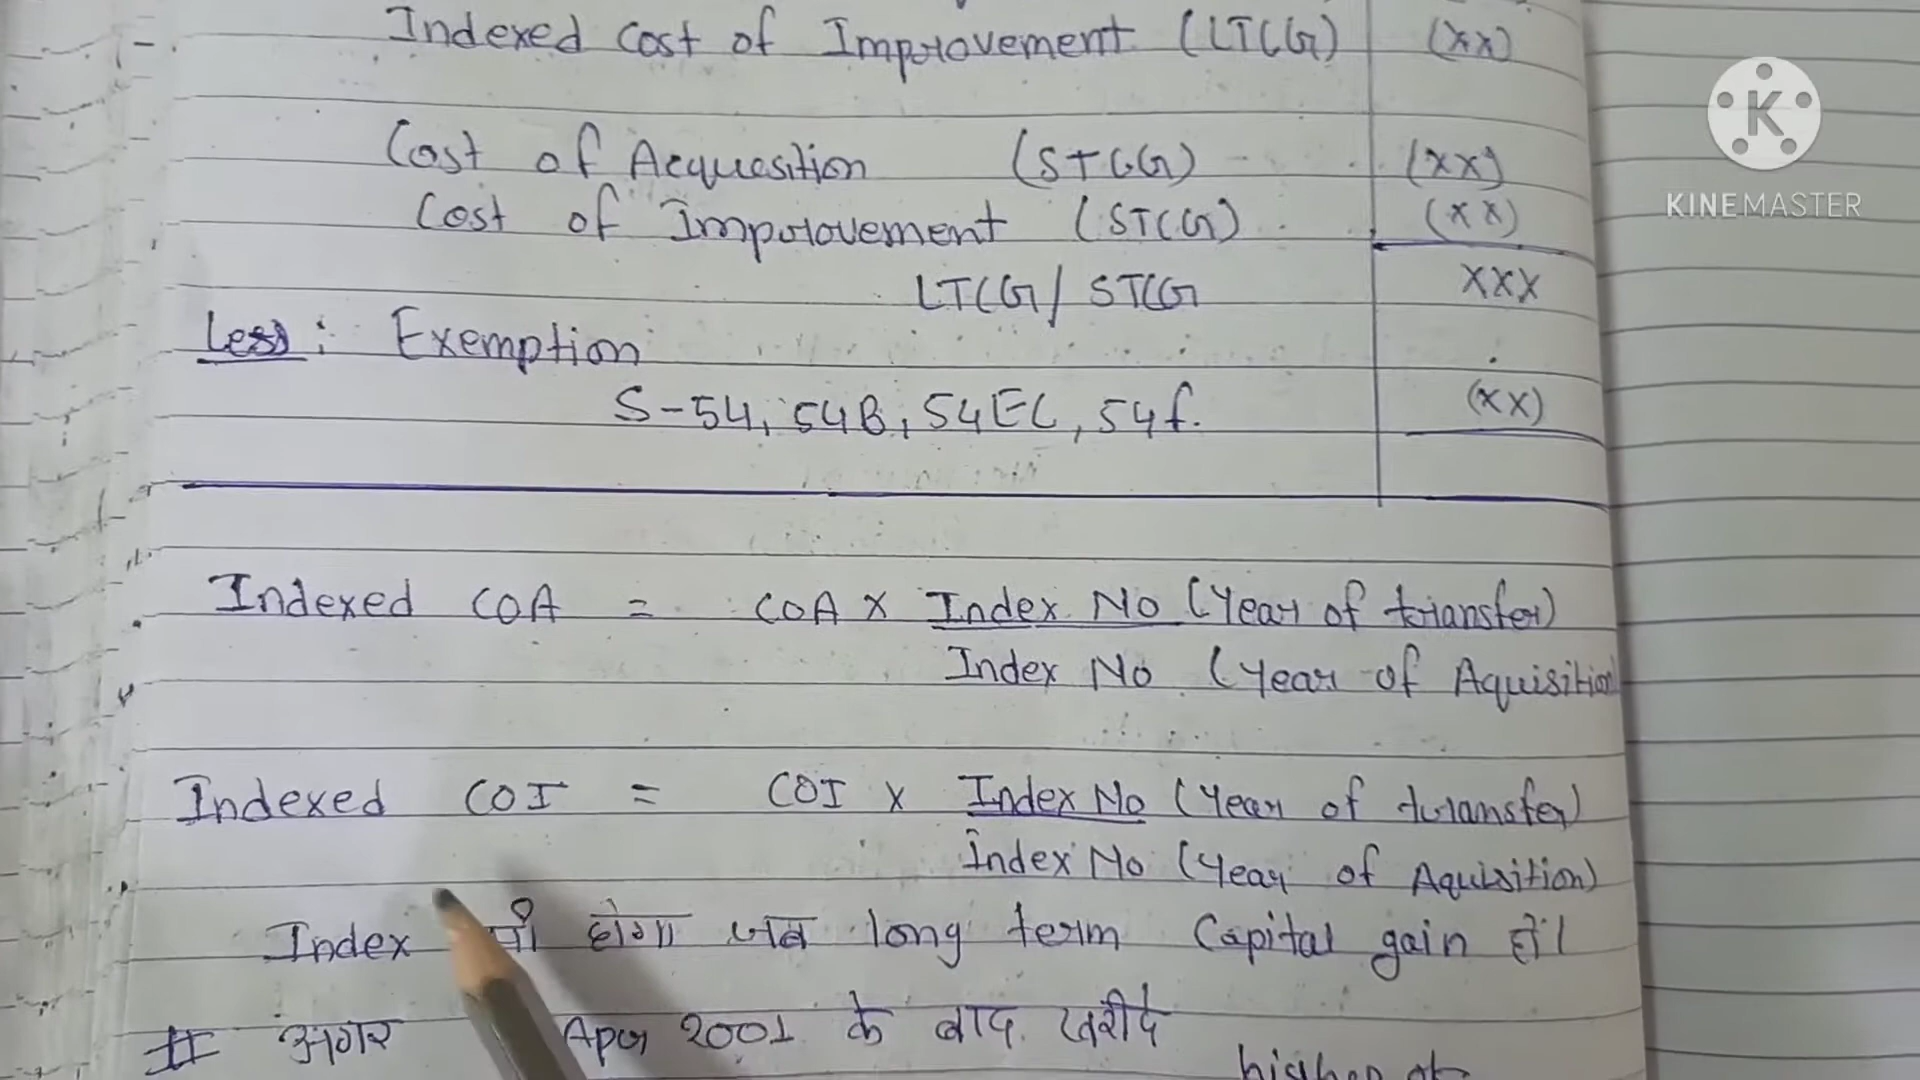 Indexed Cost of Improvement (LTCG) (xx)
Cost of Acquesition (STCG) (xx)
Cost of Improvement (STCG) (xx)
LTCG/STCG XXX
Less: Exemption
S-54, 54B, 54EC, 54f. (xx)
Indexed COA = COA x Index No (Year of transfer)
Index No (Year of Aquisition
Indexed COI = COI x Index No (Year of transfer)
Index No (Year of Aquisition)
Index होगा जब long term Capital gain हो।
# अगर Apr 2001 के बाद खरीदे
KINEMASTER